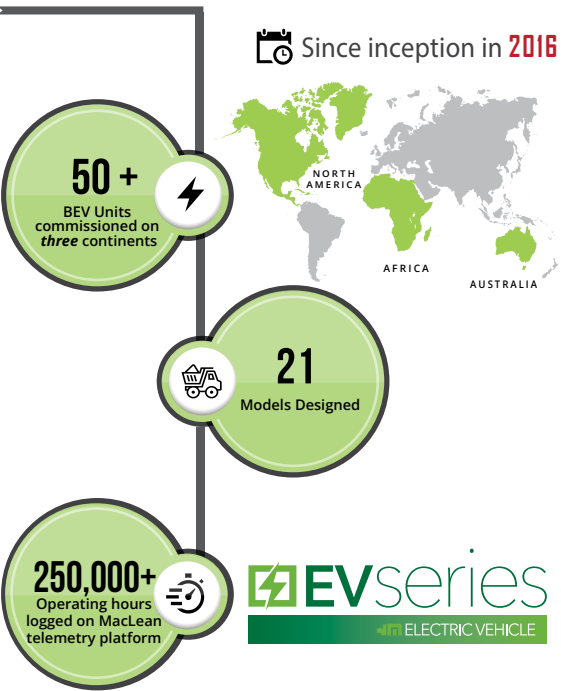 Since inception in 2016
50 +
BEV Units
commissioned on
three continents
NORTH
AMERICA
AFRICA
AUSTRALIA
21
Models Designed
250,000+
Operating hours
logged on MacLean
telemetry platform
EVseries
ELECTRIC VEHICLE